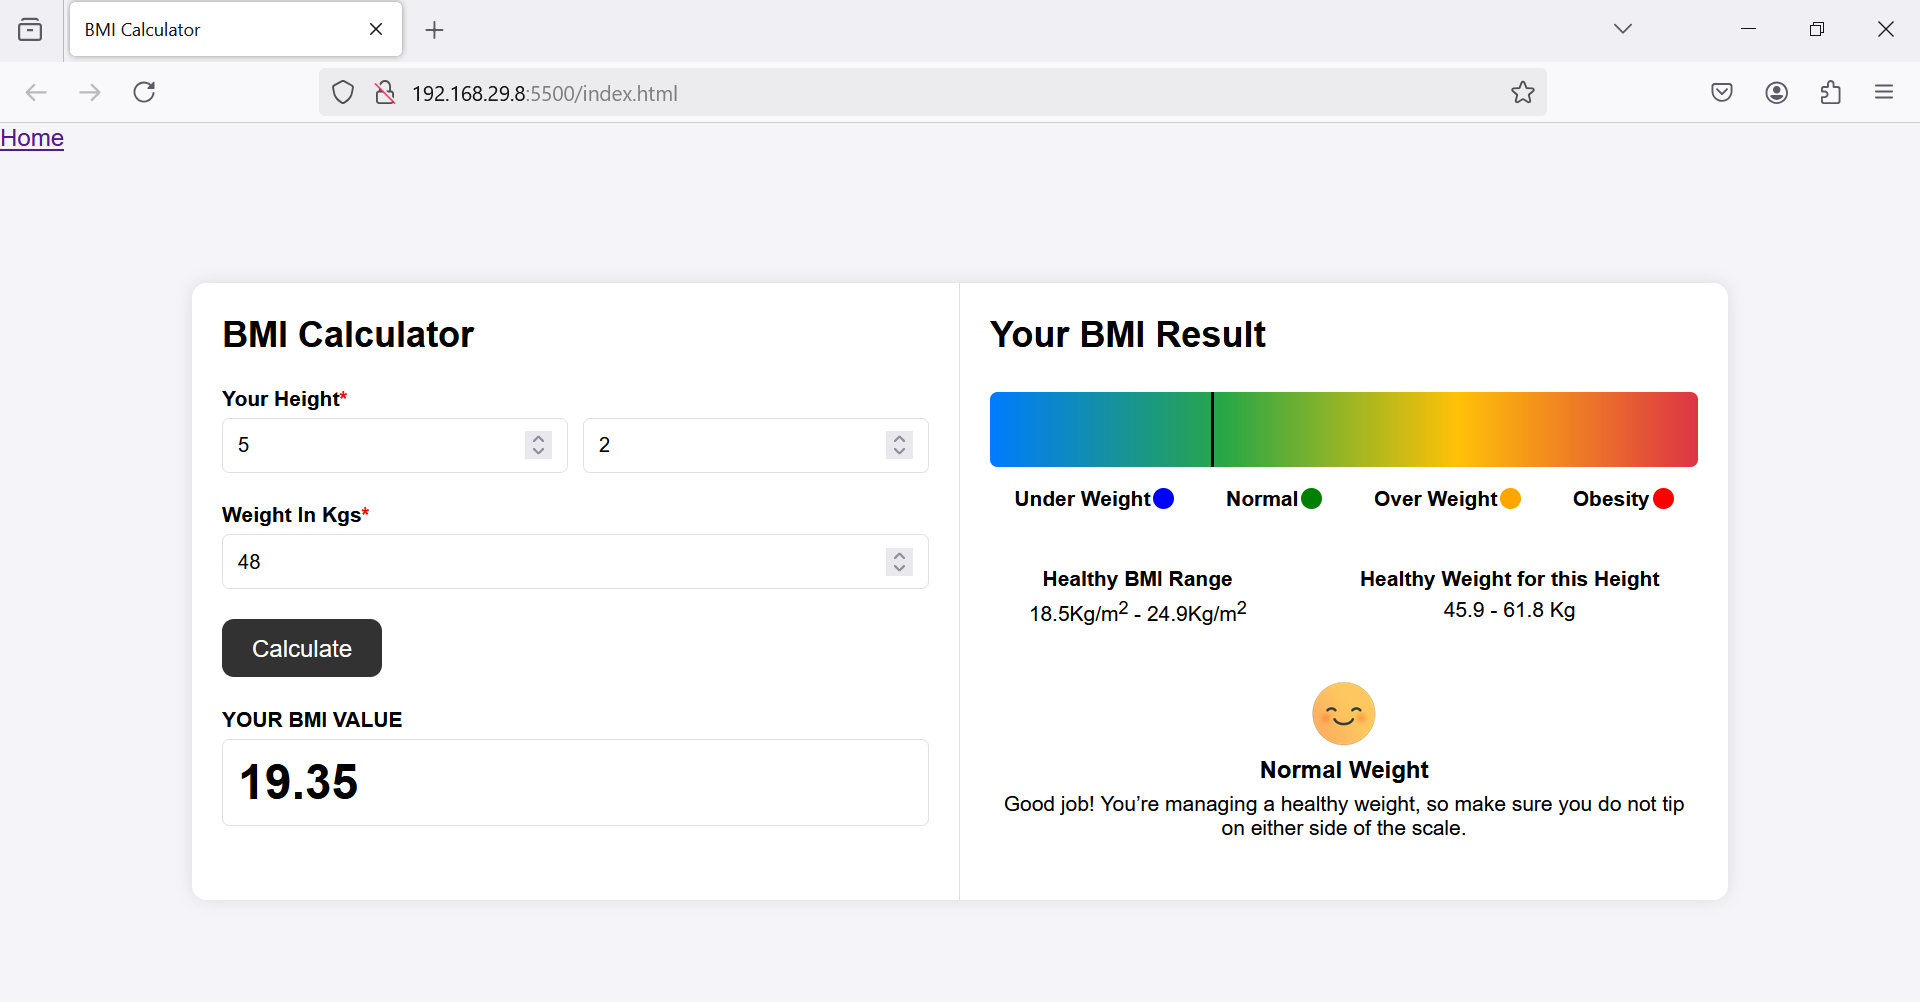 BMI Calculator
192.168.29.8:5500/index.html
Home
BMI Calculator
Your Height*
5
2
Weight In Kgs*
48
Calculate
YOUR BMI VALUE
19.35
Your BMI Result
Under Weight
Normal
Over Weight
Obesity
Healthy BMI Range
18.5Kg/m² - 24.9Kg/m²
Healthy Weight for this Height
45.9 - 61.8 Kg
Normal Weight
Good job! You’re managing a healthy weight, so make sure you do not tip
on either side of the scale.